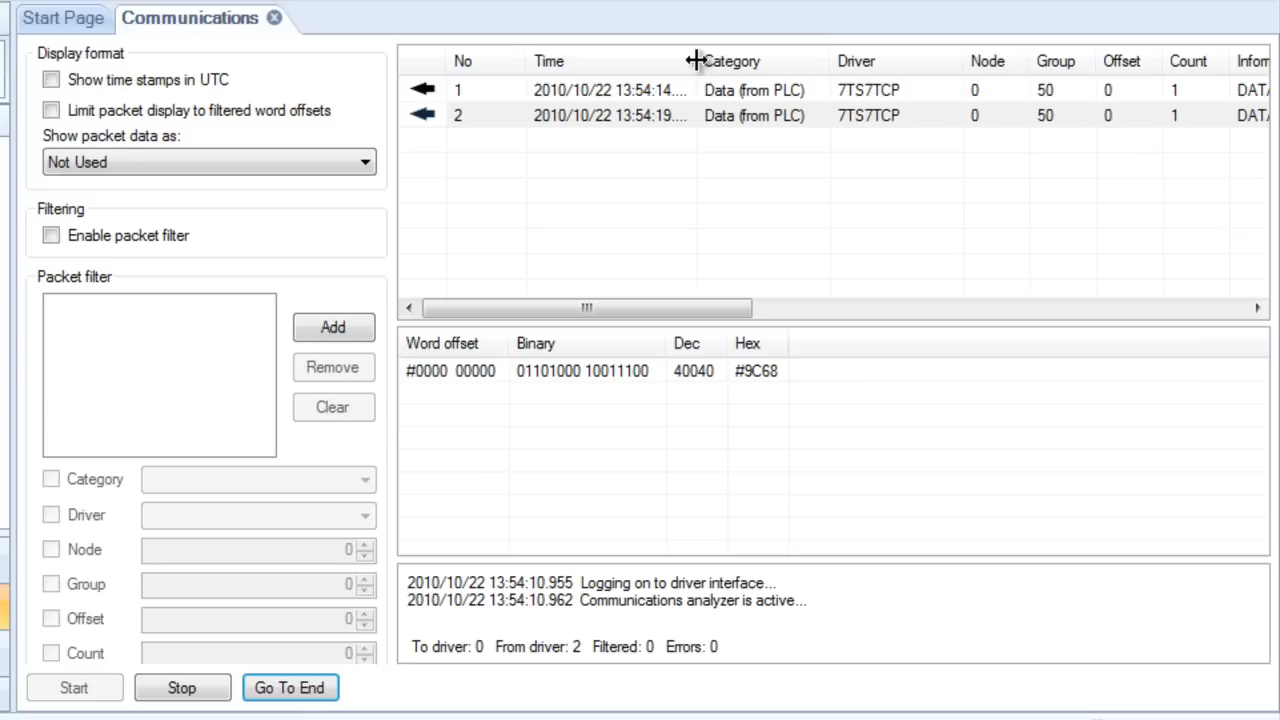 Start Page
Communications
Display format
Show time stamps in UTC
Limit packet display to filtered word offsets
Show packet data as:
Not Used
Filtering
Enable packet filter
Packet filter
Add
Remove
Clear
Category
Driver
Node 0
Group 0
Offset 0
Count 0
Start Stop Go To End
No Time Category Driver Node Group Offset Count Inform
1 2010/10/22 13:54:14.... Data (from PLC) 7TS7TCP 0 50 0 1 DATA
2 2010/10/22 13:54:19.... Data (from PLC) 7TS7TCP 0 50 0 1 DATA
Word offset Binary Dec Hex
#0000 00000 01101000 10011100 40040 #9C68
2010/10/22 13:54:10.955 Logging on to driver interface...
2010/10/22 13:54:10.962 Communications analyzer is active...
To driver: 0 From driver: 2 Filtered: 0 Errors: 0